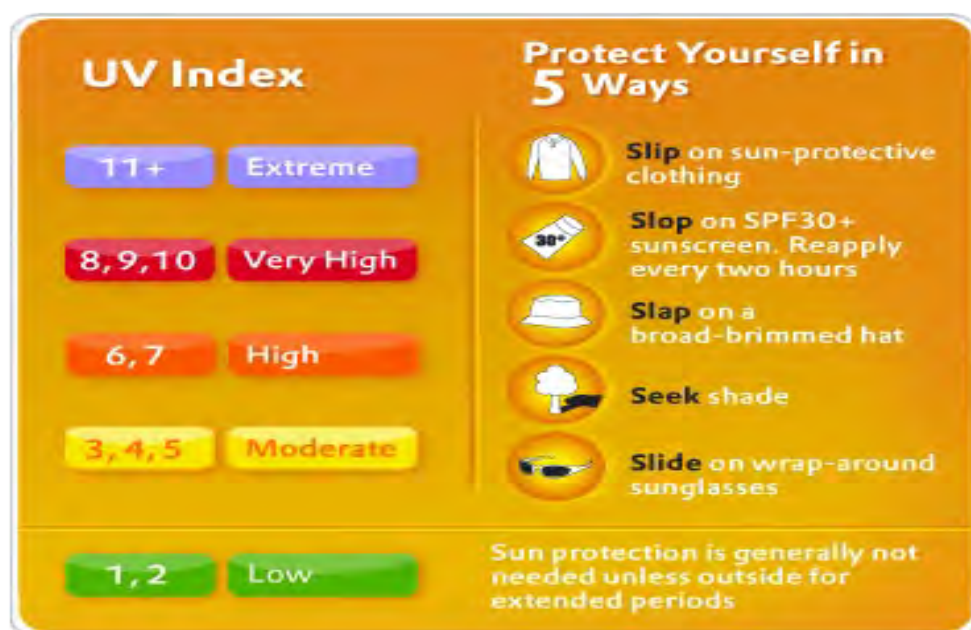 UV Index
11+ Extreme
8, 9, 10 Very High
6, 7 High
3, 4, 5 Moderate
Protect Yourself in
5 Ways
Slip on sun-protective
clothing
30+
Slop on SPF30+
sunscreen. Reapply
every two hours
Slap on a
broad-brimmed hat
Seek shade
Slide on wrap-around
sunglasses
1, 2 Low
Sun protection is generally not
needed unless outside for
extended periods